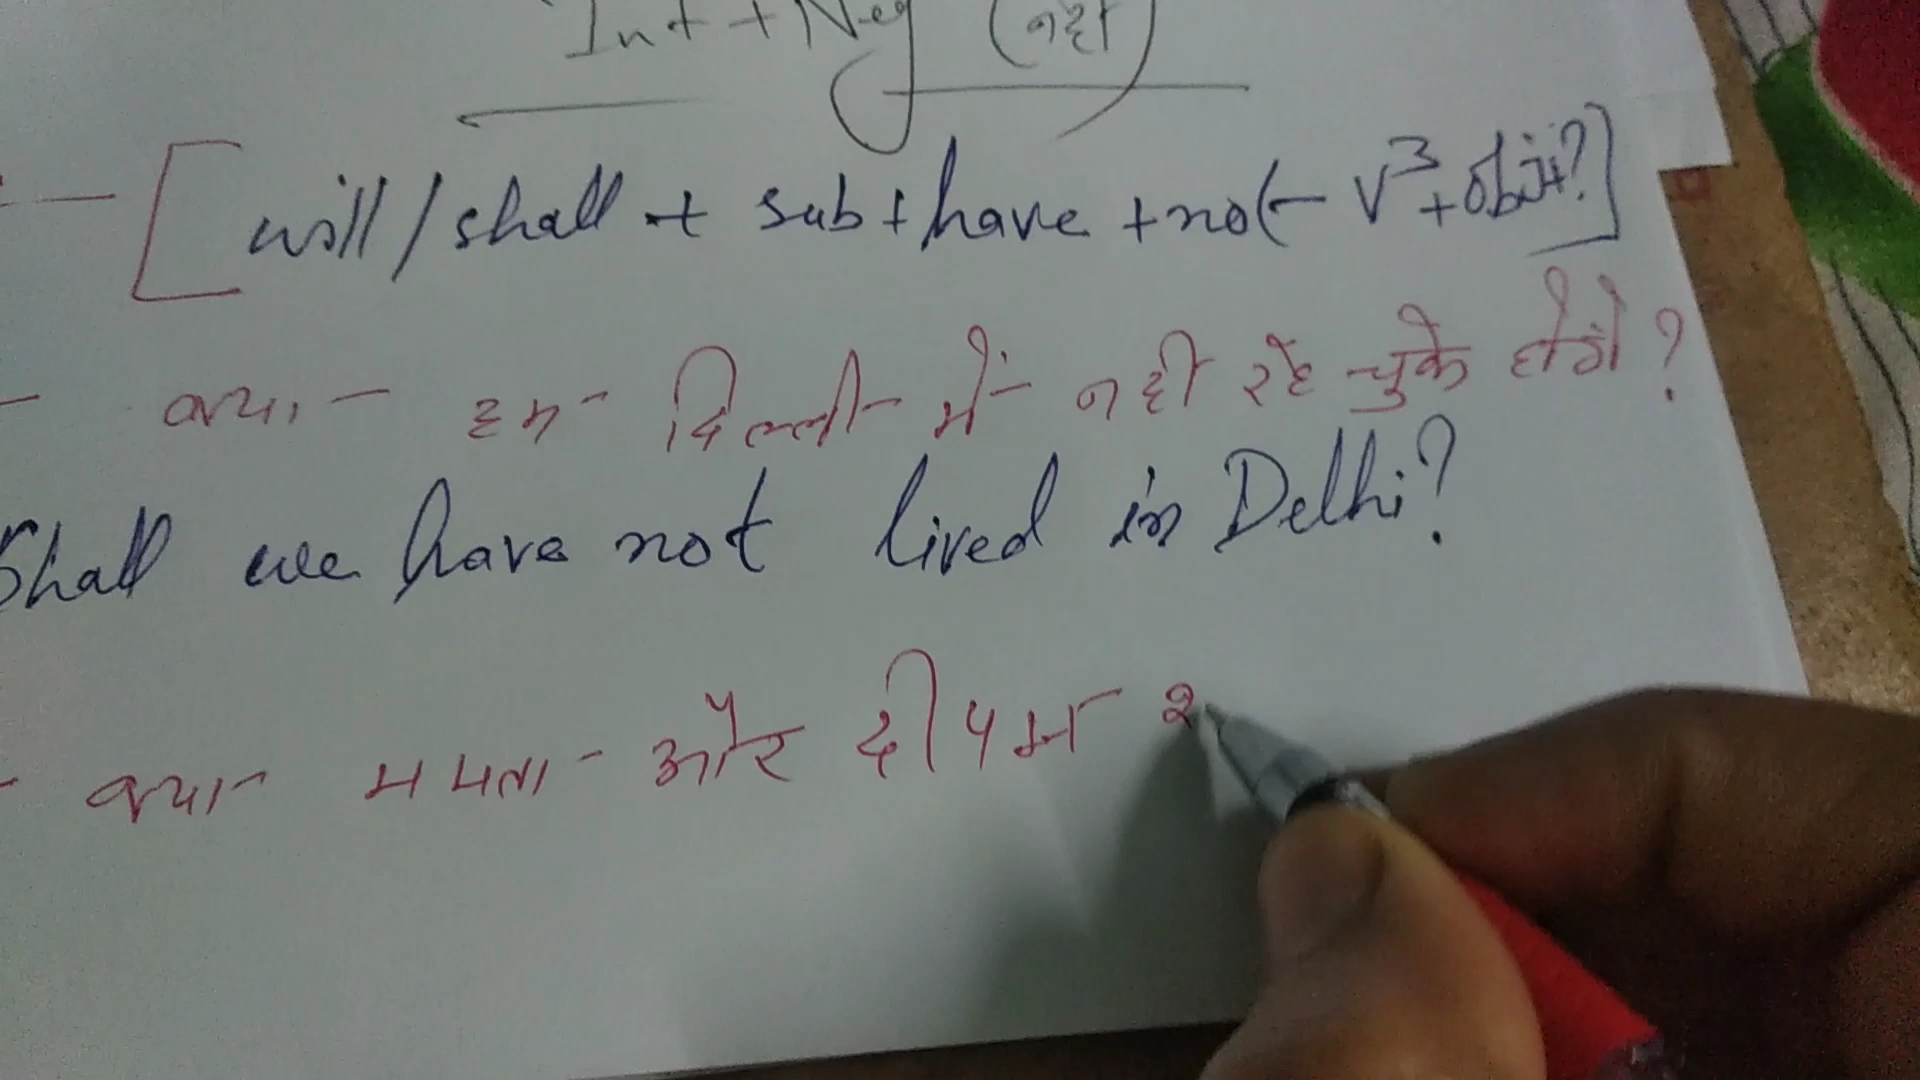 Int + Neg (नही)
[will/shall + sub + have + not - V3 + obj+?]
क्या - हम - दिल्ली में नही रह चुके होगे?
Shall we have not lived in Delhi?
क्या ममता - और दीपक